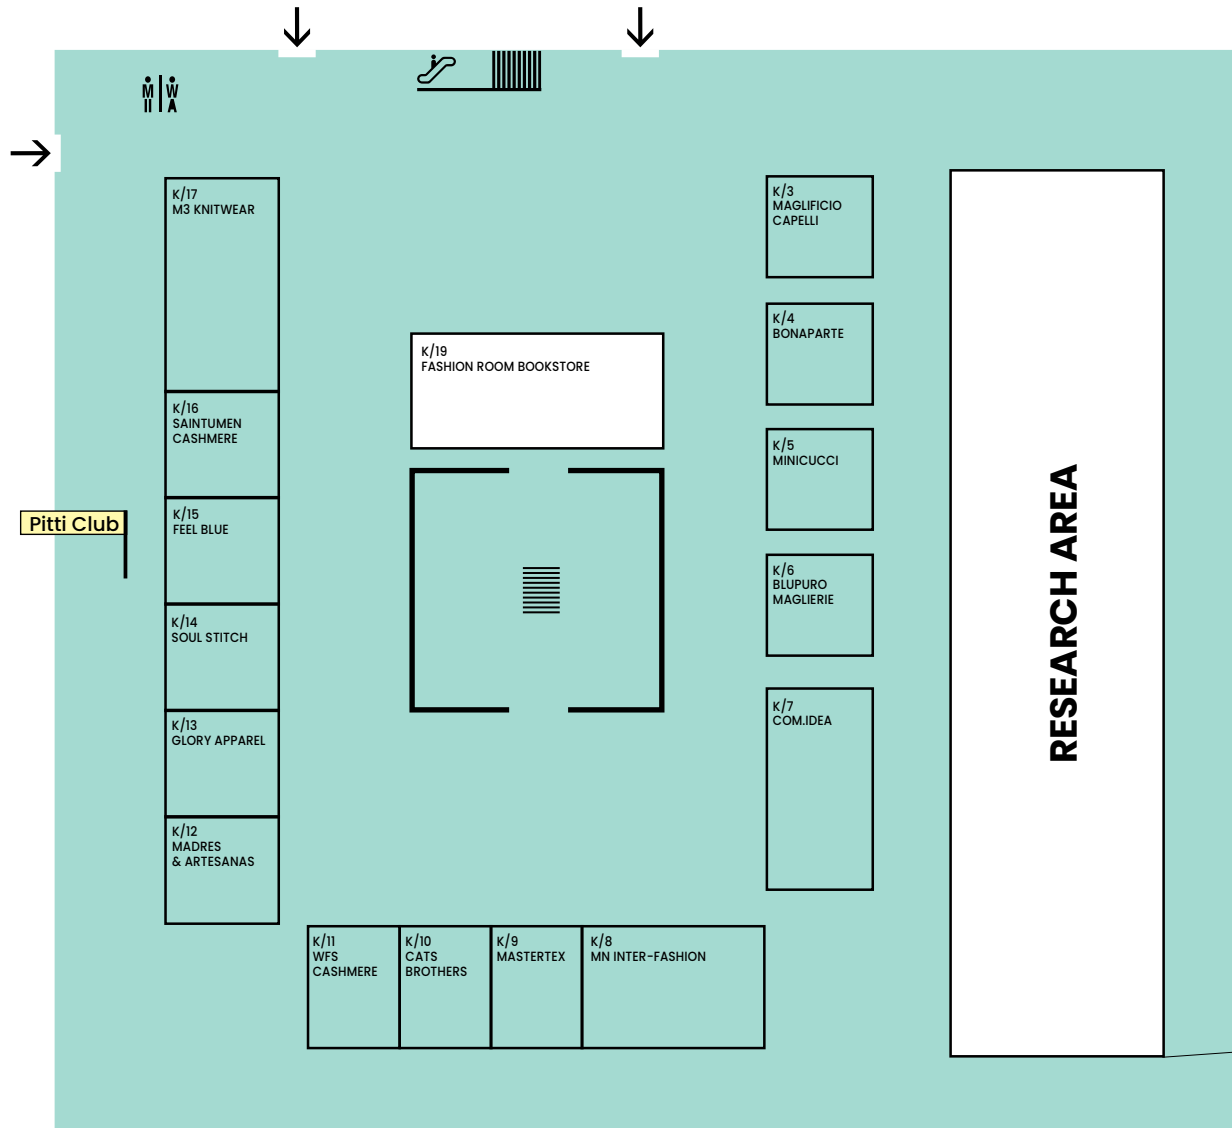 M W
K/17
M3 KNITWEAR
K/16
SAINTUMEN
CASHMERE
K/15
FEEL BLUE
K/14
SOUL STITCH
K/13
GLORY APPAREL
K/12
MADRES
& ARTESANAS
Pitti Club
K/19
FASHION ROOM BOOKSTORE
K/3
MAGLIFICIO
CAPELLI
K/4
BONAPARTE
K/5
MINICUCCI
K/6
BLUPURO
MAGLIERIE
K/7
COM.IDEA
K/11
WFS
CASHMERE
K/10
CATS
BROTHERS
K/9
MASTERTEX
K/8
MN INTER-FASHION
RESEARCH AREA